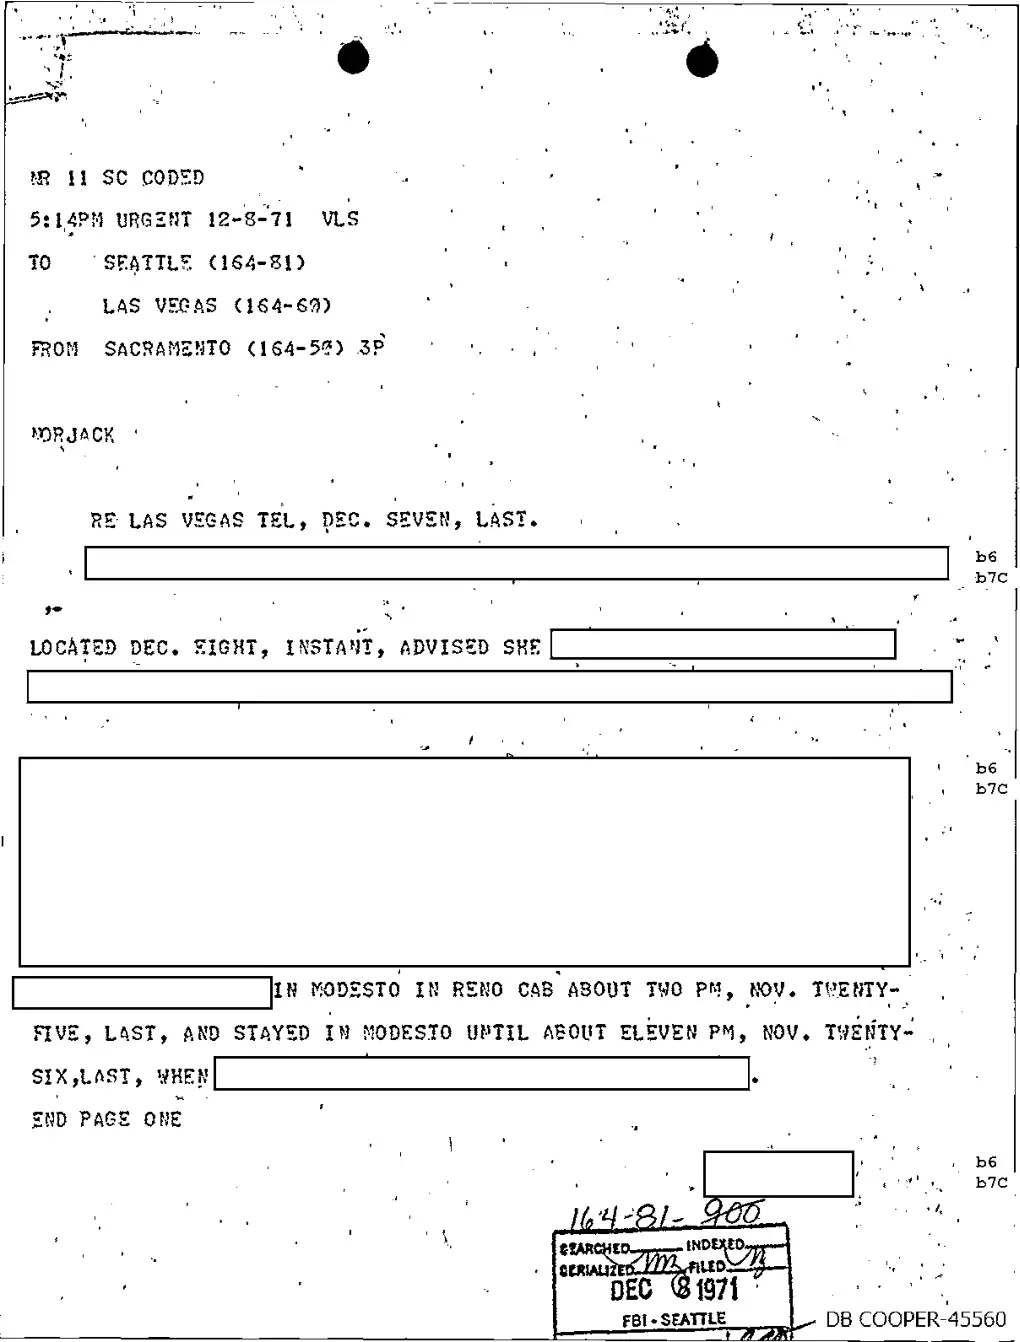 NR 11 SC CODED
5:14PM URGENT 12-8-71 VLS
TO SEATTLE (164-81)
LAS VEGAS (164-60)
FROM SACRAMENTO (164-50) 3P
NORJACK
RE LAS VEGAS TEL, DEC. SEVEN, LAST.
b6
b7C
,-
LOCATED DEC. EIGHT, INSTANT, ADVISED SHE
b6
b7C
IN MODESTO IN RENO CAB ABOUT TWO PM, NOV. TWENTY-
FIVE, LAST, AND STAYED IN MODESTO UNTIL ABOUT ELEVEN PM, NOV. TWENTY-
SIX,LAST, WHEN .
END PAGE ONE
b6
b7C
164-81-900
SEARCHED INDEXED
SERIALIZED FILED
DEC 8 1971
FBI - SEATTLE
DB COOPER-45560